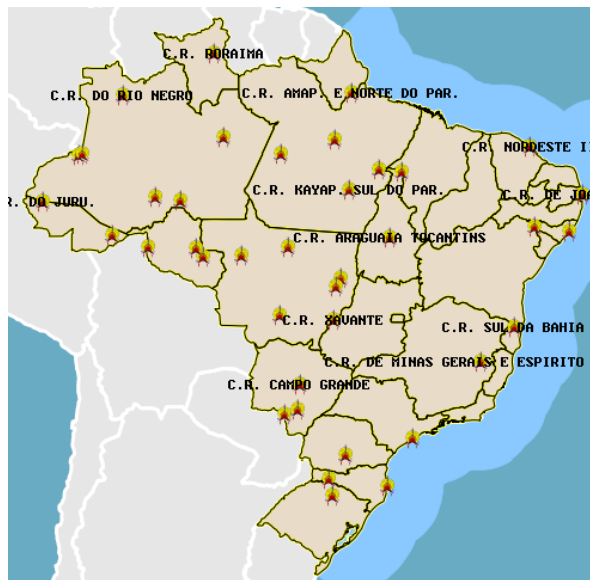 C.R. RORAIMA
C.R. DO RIO NEGRO
C.R. AMAP. E NORTE DO PAR.
C.R. NORDESTE I
C.R. KAYAP. SUL DO PAR.
C.R. DE JOA
R. DO JURU.
C.R. ARAGUAIA TOCANTINS
C.R. XAVANTE
C.R. SUL DA BAHIA
C.R. DE MINAS GERAIS E ESPIRITO
C.R. CAMPO GRANDE